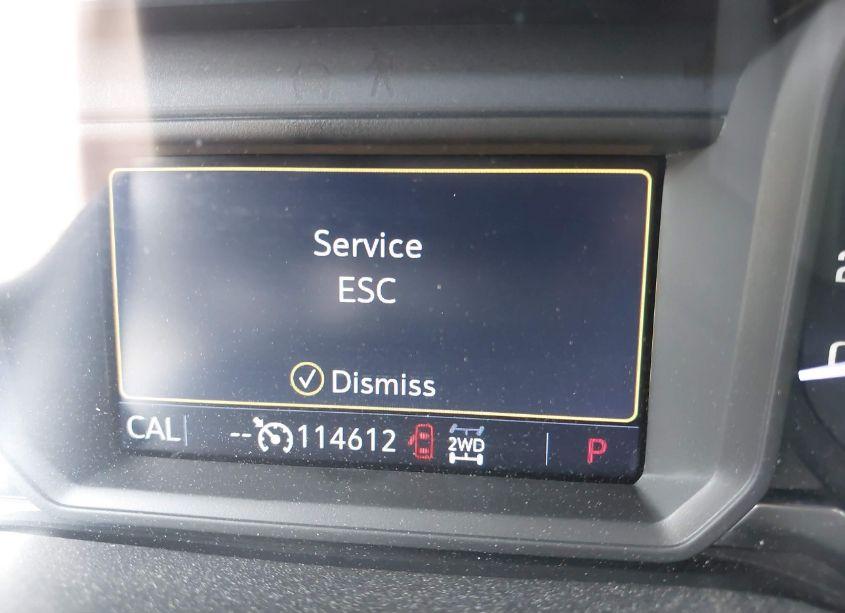 Service
ESC
Dismiss
CAL -- 114612 2WD P